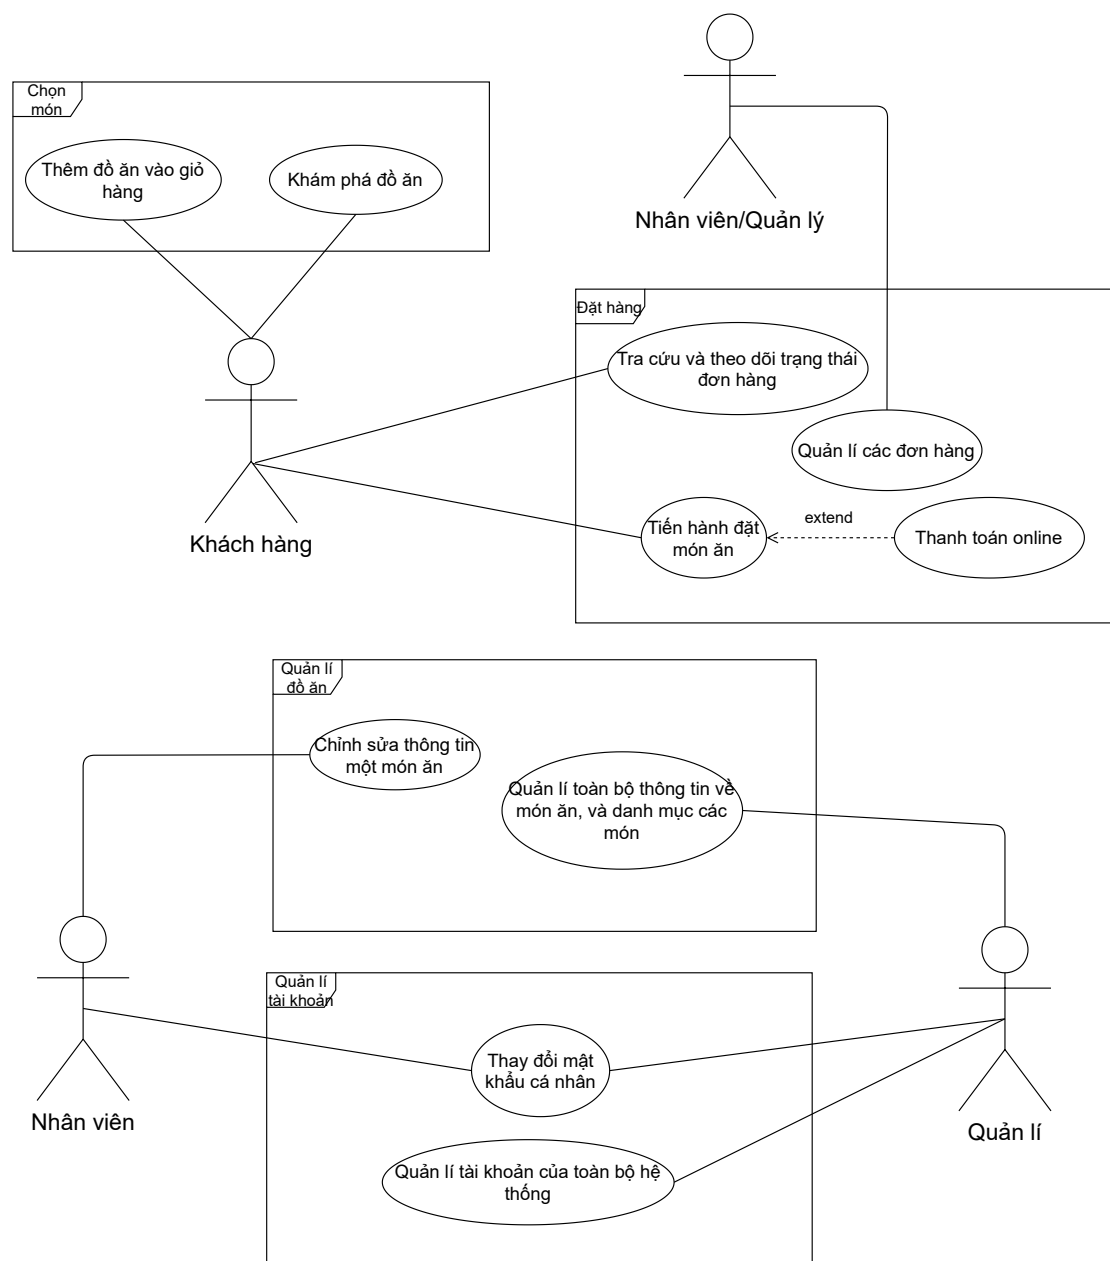 Chọn
món
Thêm đồ ăn vào giỏ
hàng
Khám phá đồ ăn
Nhân viên/Quản lý
Đặt hàng
Tra cứu và theo dõi trạng thái
đơn hàng
Quản lí các đơn hàng
Khách hàng
Tiến hành đặt
món ăn
extend
Thanh toán online
Quản lí
đồ ăn
Chỉnh sửa thông tin
một món ăn
Quản lí toàn bộ thông tin về
món ăn, và danh mục các
món
Quản lí
tài khoản
Thay đổi mật
khẩu cá nhân
Nhân viên
Quản lí
Quản lí tài khoản của toàn bộ hệ
thống